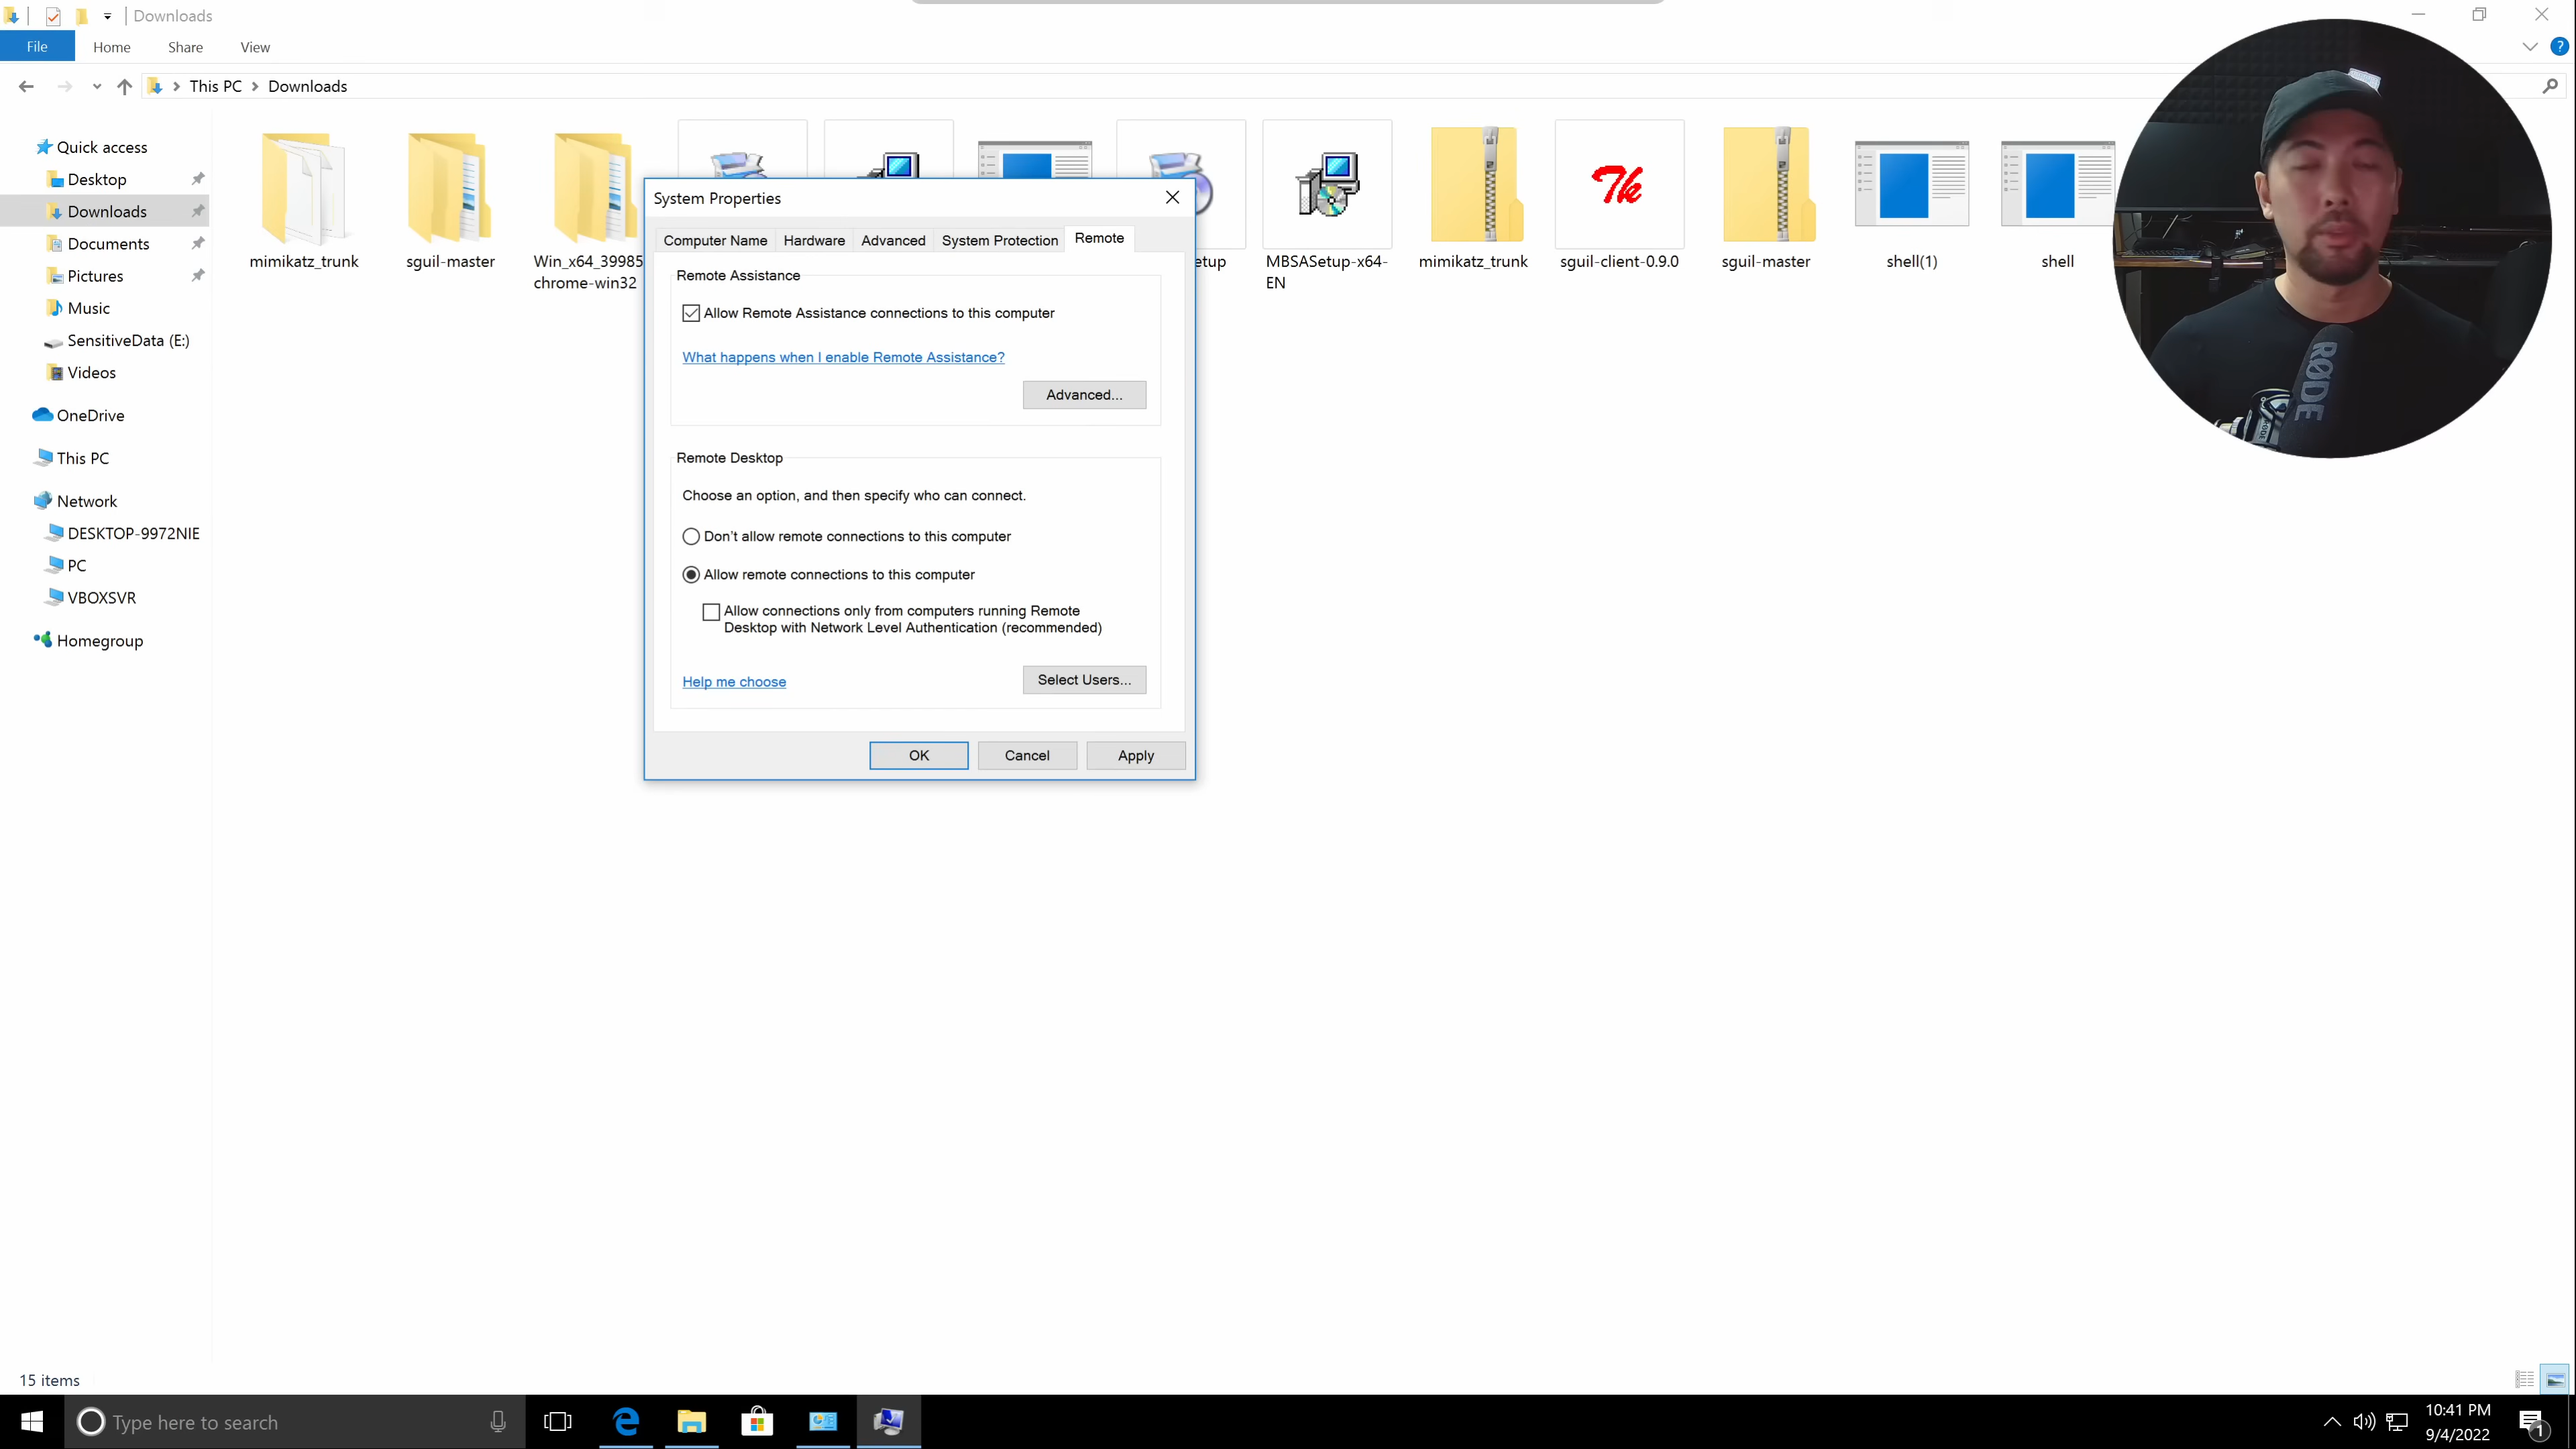 Downloads
File
Home
Share
View
This PC
Downloads
Quick access
Desktop
Downloads
Documents
Pictures
Music
SensitiveData (E:)
Videos
OneDrive
This PC
Network
DESKTOP-9972NIE
PC
VBOXSVR
Homegroup
mimikatz_trunk
sguil-master
Win_x64_39985
chrome-win32
etup
MBSASetup-x64-
EN
mimikatz_trunk
Tk
sguil-client-0.9.0
sguil-master
shell(1)
shell
System Properties
Computer Name
Hardware
Advanced
System Protection
Remote
Remote Assistance
Allow Remote Assistance connections to this computer
What happens when I enable Remote Assistance?
Advanced...
Remote Desktop
Choose an option, and then specify who can connect.
Don't allow remote connections to this computer
Allow remote connections to this computer
Allow connections only from computers running Remote
Desktop with Network Level Authentication (recommended)
Help me choose
Select Users...
OK
Cancel
Apply
RØDE
15 items
Type here to search
10:41 PM
9/4/2022
1